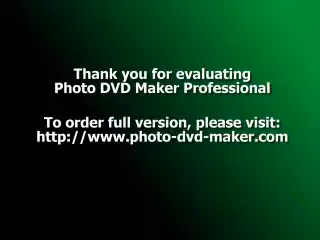 Thank you for evaluating
Photo DVD Maker Professional
To order full version, please visit:
http://www.photo-dvd-maker.com